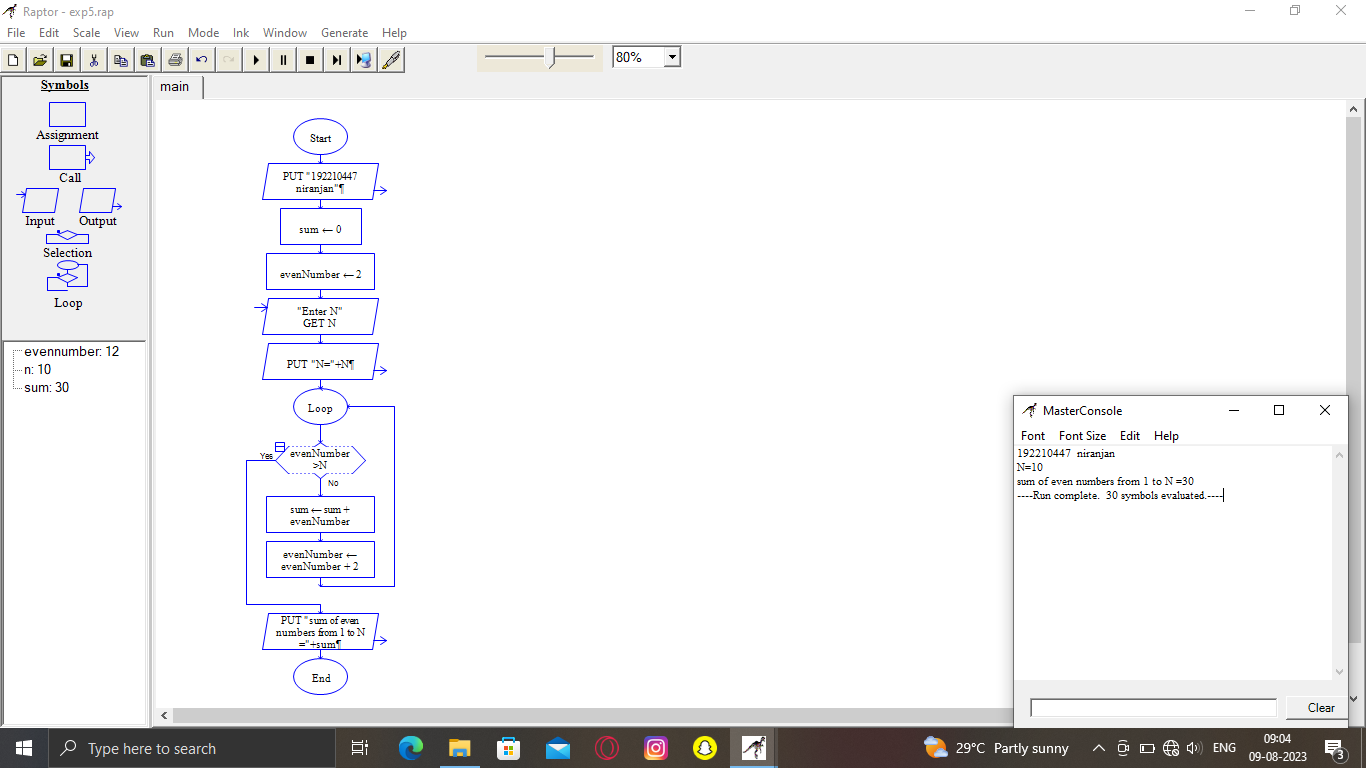 Raptor - exp5.rap
File Edit Scale View Run Mode Ink Window Generate Help
80%
Symbols
Assignment
Call
Input Output
Selection
Loop
evennumber: 12
n: 10
sum: 30
main
Start
PUT "192210447
niranjan"¶
sum ← 0
evenNumber ← 2
"Enter N"
GET N
PUT "N="+N¶
Loop
evenNumber
>N
Yes
No
sum ← sum +
evenNumber
evenNumber ←
evenNumber + 2
PUT "sum of even
numbers from 1 to N
="+sum¶
End
MasterConsole
Font Font Size Edit Help
192210447 niranjan
N=10
sum of even numbers from 1 to N =30
----Run complete. 30 symbols evaluated.----
Clear
Type here to search
29°C Partly sunny
ENG
09:04
09-08-2023
3